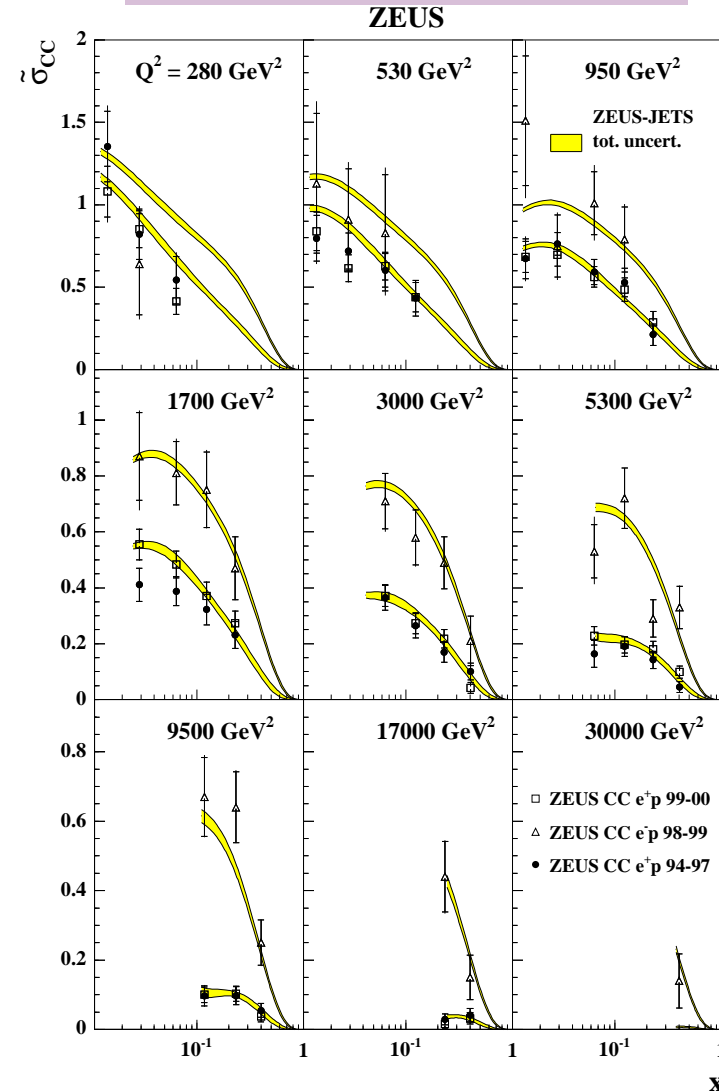 ZEUS
σ̃CC
Q² = 280 GeV²
530 GeV²
950 GeV²
ZEUS-JETS
tot. uncert.
2
1.5
1
0.5
0
1700 GeV²
3000 GeV²
5300 GeV²
1
0.8
0.6
0.4
0.2
0
9500 GeV²
17000 GeV²
30000 GeV²
ZEUS CC e⁺p 99-00
ZEUS CC e⁻p 98-99
ZEUS CC e⁺p 94-97
0.8
0.6
0.4
0.2
0
10⁻¹ 1 10⁻¹ 1 10⁻¹ 1
x